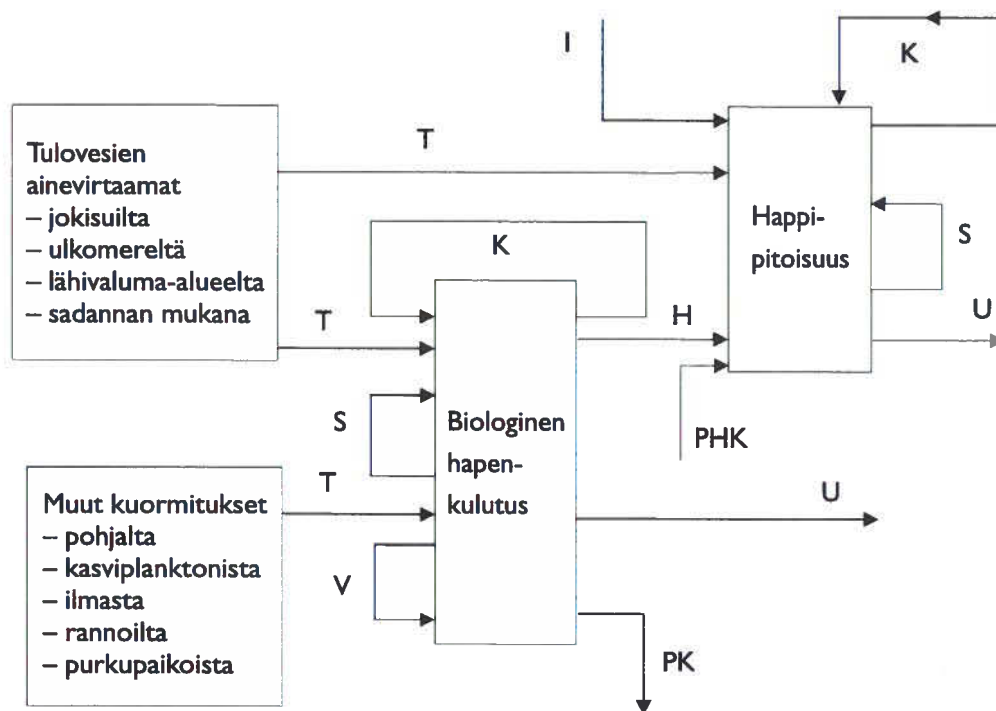 I
K
Tulovesien
ainevirtaamat
– jokisuilta
– ulkomereltä
– lähivaluma-alueelta
– sadannan mukana
T
Happi-
pitoisuus
S
K
T
H
U
PHK
S
Biologinen
hapen-
kulutus
Muut kuormitukset
– pohjalta
– kasviplanktonista
– ilmasta
– rannoilta
– purkupaikoista
T
U
V
PK